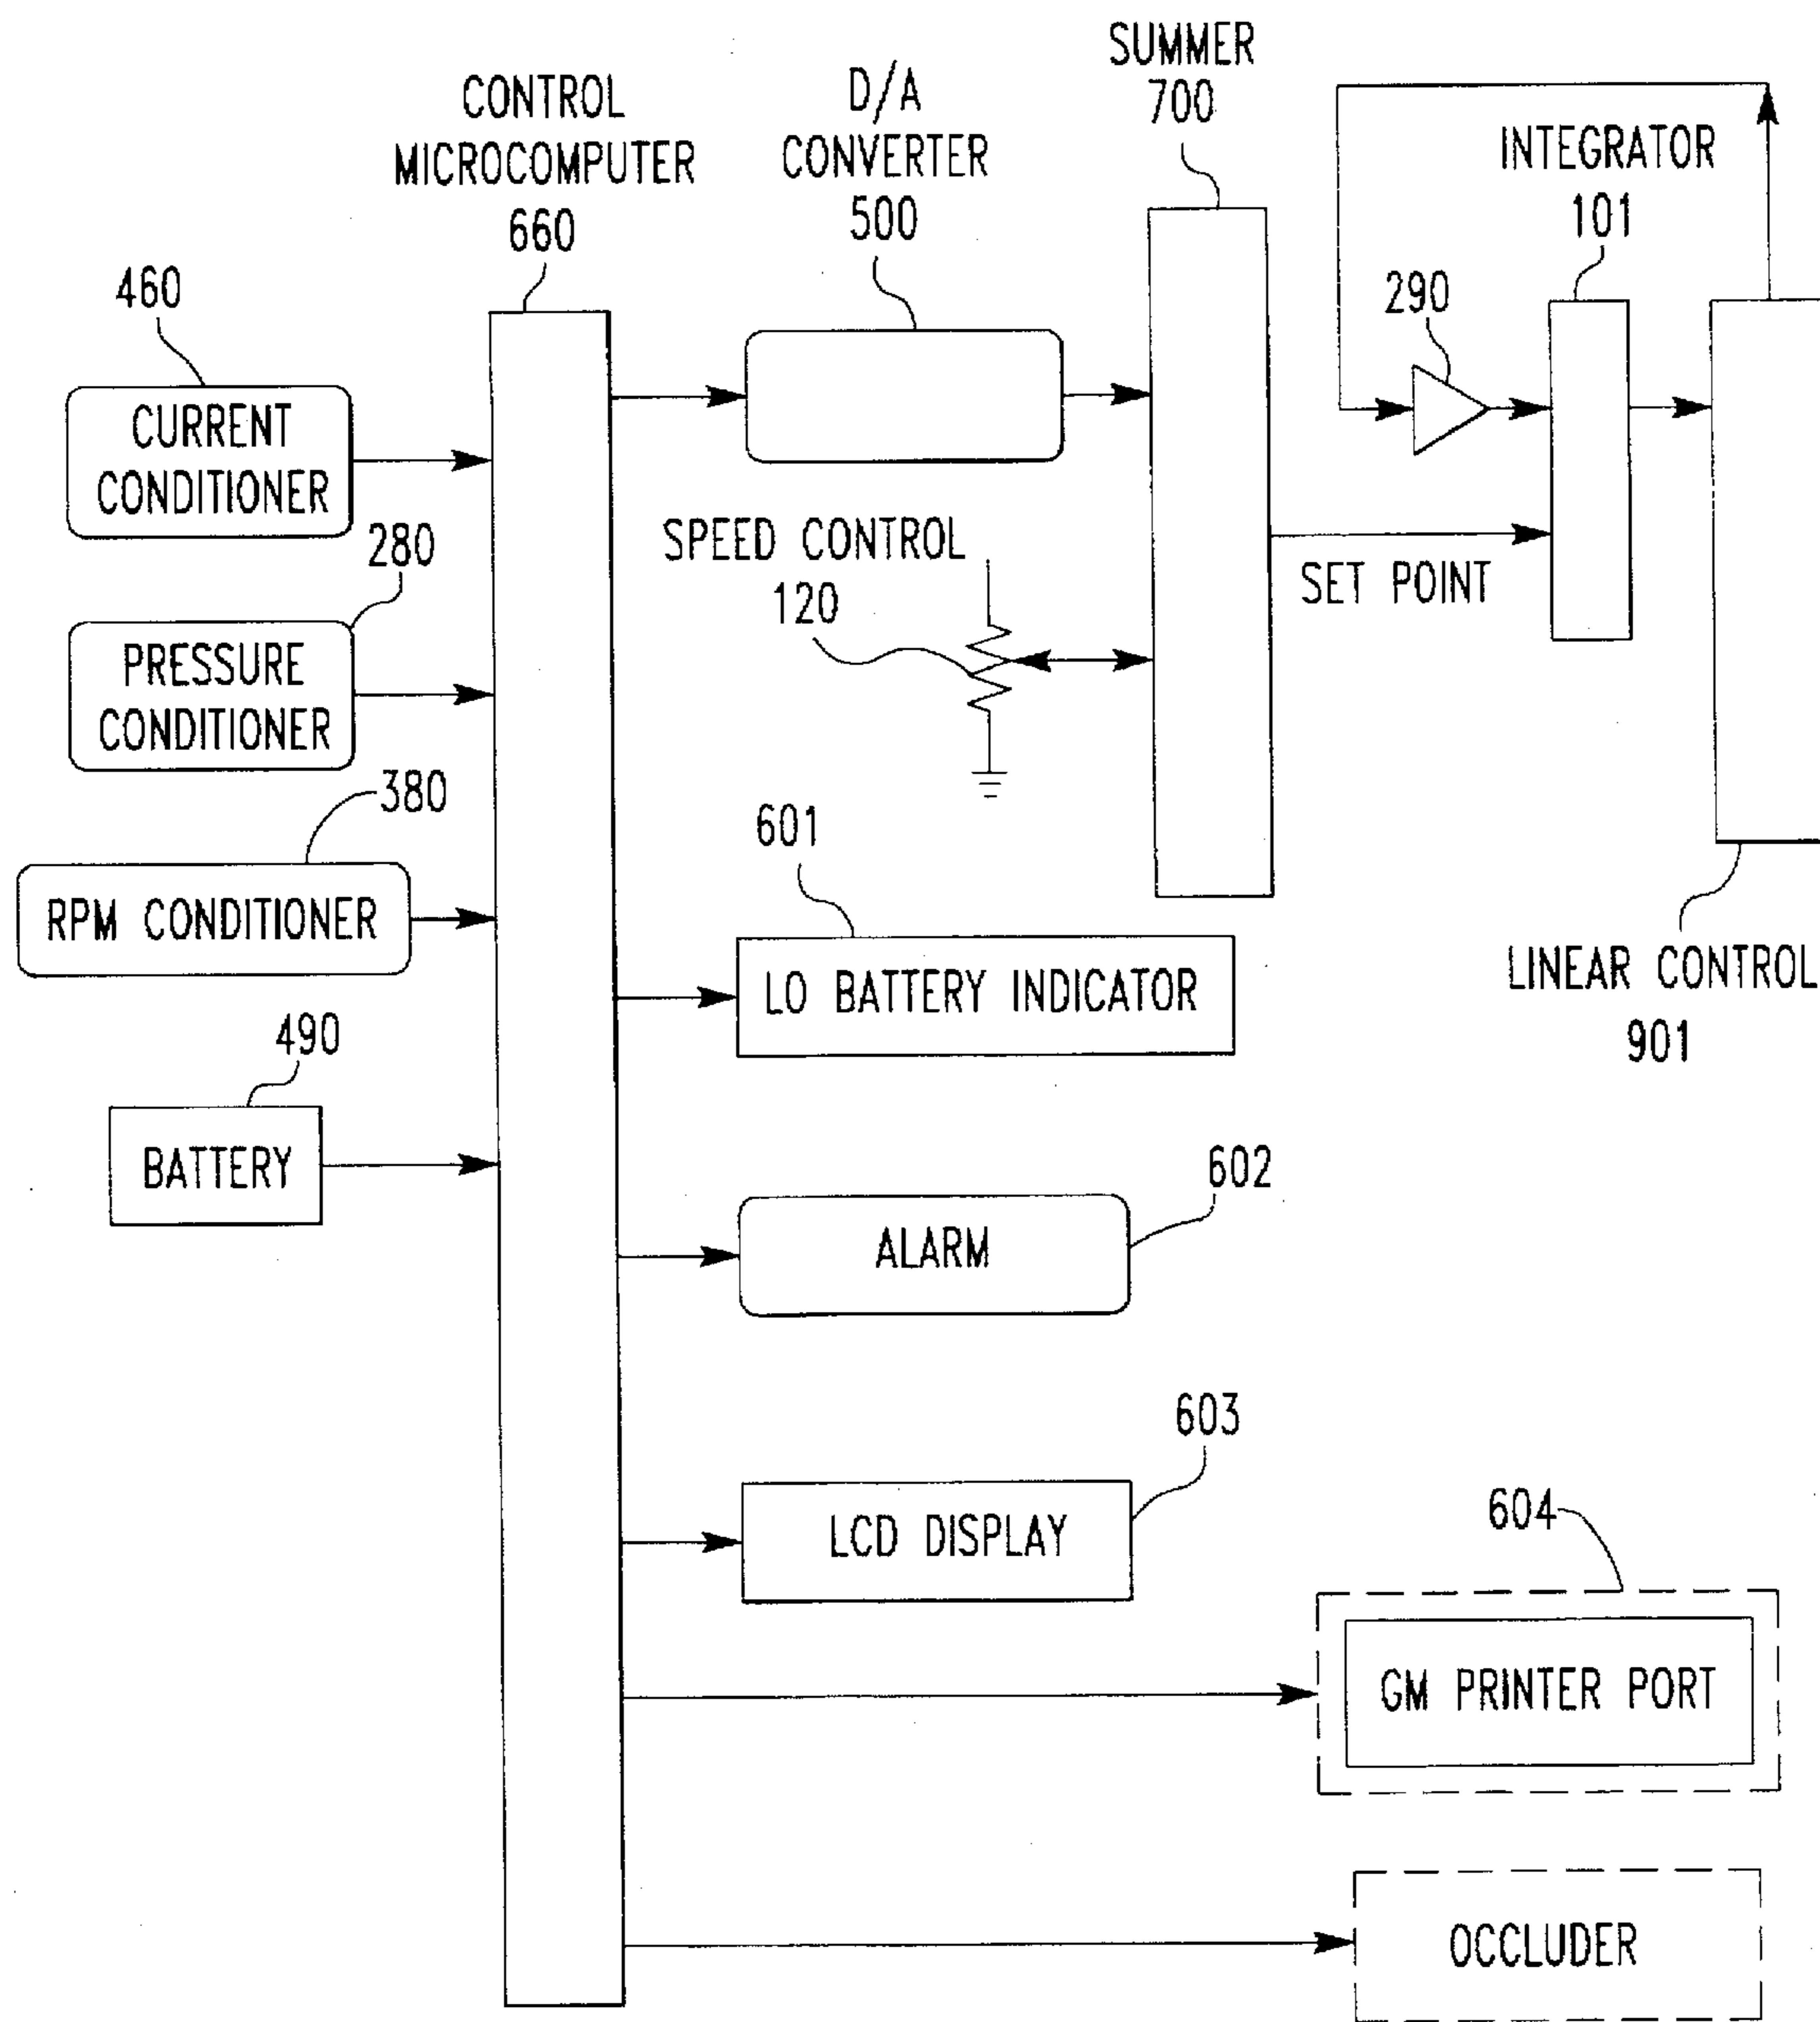 SUMMER
700
CONTROL
MICROCOMPUTER
660
D/A
CONVERTER
500
INTEGRATOR
101
460
290
CURRENT
CONDITIONER
280
SPEED CONTROL
120
SET POINT
PRESSURE
CONDITIONER
380
601
RPM CONDITIONER
LO BATTERY INDICATOR
LINEAR CONTROL
901
490
BATTERY
602
ALARM
603
LCD DISPLAY
604
GM PRINTER PORT
OCCLUDER